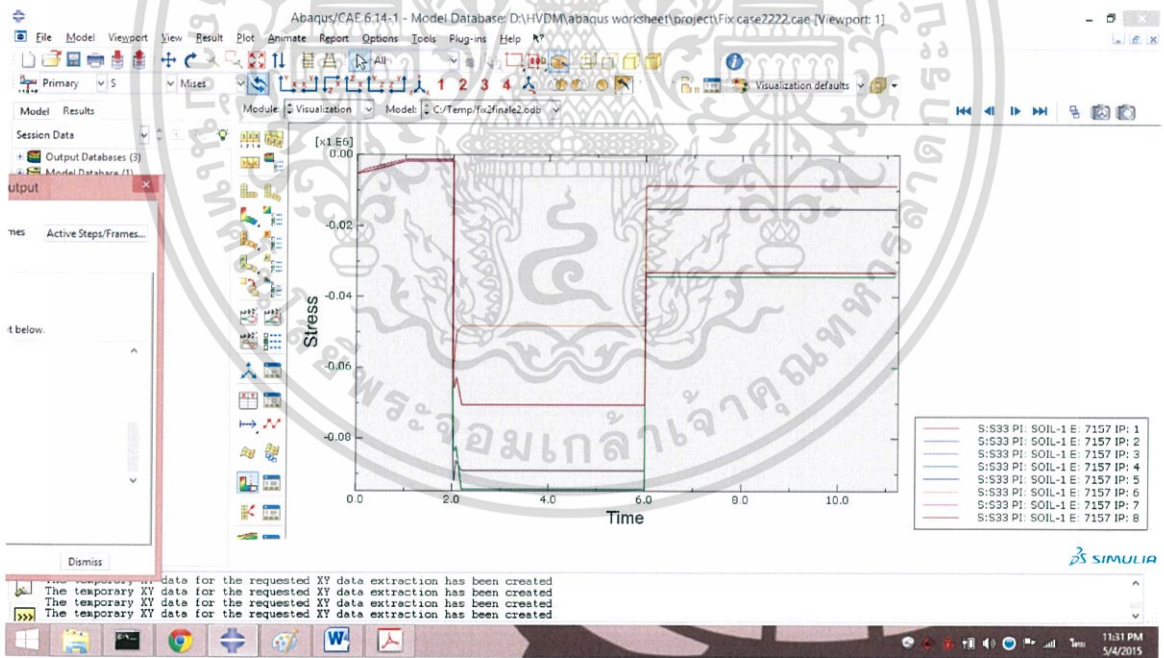 Abaqus/CAE 6.14-1 - Model Database: D:\HVDM\abaqus worksheet\project\Fix case2222.cae [Viewport: 1]
File Model Viewport View Result Plot Animate Report Options Tools Plug-ins Help
All
Primary S Mises
1 2 3 4
Visualization defaults
Model Results
Module: Visualization Model: C:/Temp/fix2finale2.odb
Session Data
Output Databases (3)
Model Database (1)
utput
mes Active Steps/Frames...
t below.
Dismiss
[x1.E6]
0.00
-0.02
-0.04
-0.06
-0.08
Stress
0.0 2.0 4.0 6.0 8.0 10.0
Time
S:S33 PI: SOIL-1 E: 7157 IP: 1
S:S33 PI: SOIL-1 E: 7157 IP: 2
S:S33 PI: SOIL-1 E: 7157 IP: 3
S:S33 PI: SOIL-1 E: 7157 IP: 4
S:S33 PI: SOIL-1 E: 7157 IP: 5
S:S33 PI: SOIL-1 E: 7157 IP: 6
S:S33 PI: SOIL-1 E: 7157 IP: 7
S:S33 PI: SOIL-1 E: 7157 IP: 8
SIMULIA
The temporary XY data for the requested XY data extraction has been created
The temporary XY data for the requested XY data extraction has been created
The temporary XY data for the requested XY data extraction has been created
The temporary XY data for the requested XY data extraction has been created
11:31 PM
5/4/2015